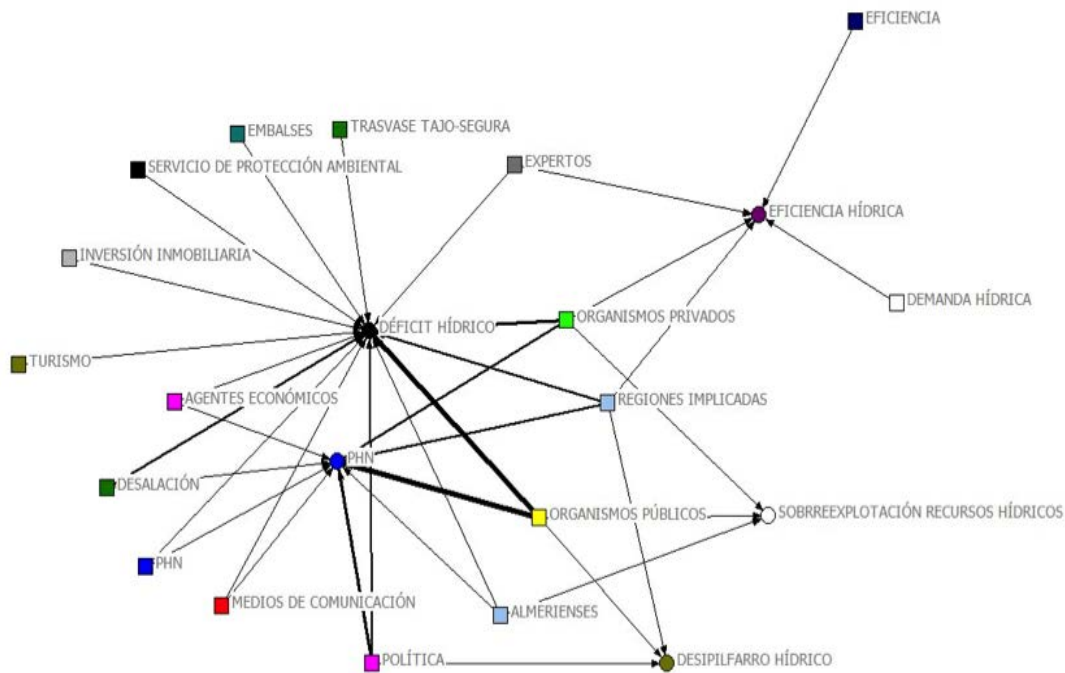 EFICIENCIA
EMBALSES
TRASVASE TAJO-SEGURA
SERVICIO DE PROTECCIÓN AMBIENTAL
EXPERTOS
EFICIENCIA HÍDRICA
INVERSIÓN INMOBILIARIA
DEMANDA HÍDRICA
DÉFICIT HÍDRICO
ORGANISMOS PRIVADOS
TURISMO
AGENTES ECONÓMICOS
REGIONES IMPLICADAS
PHN
DESALACIÓN
ORGANISMOS PÚBLICOS
SOBRREEXPLOTACIÓN RECURSOS HÍDRICOS
PHN
MEDIOS DE COMUNICACIÓN
ALMERIENSES
POLÍTICA
DESIPILFARRO HÍDRICO